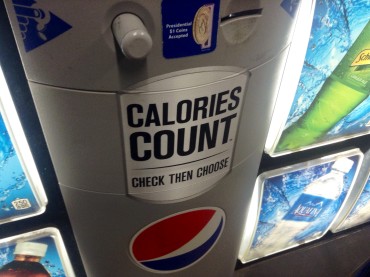 Presidential
$1 Coins
Accepted
CALORIES
COUNT
CHECK THEN CHOOSE